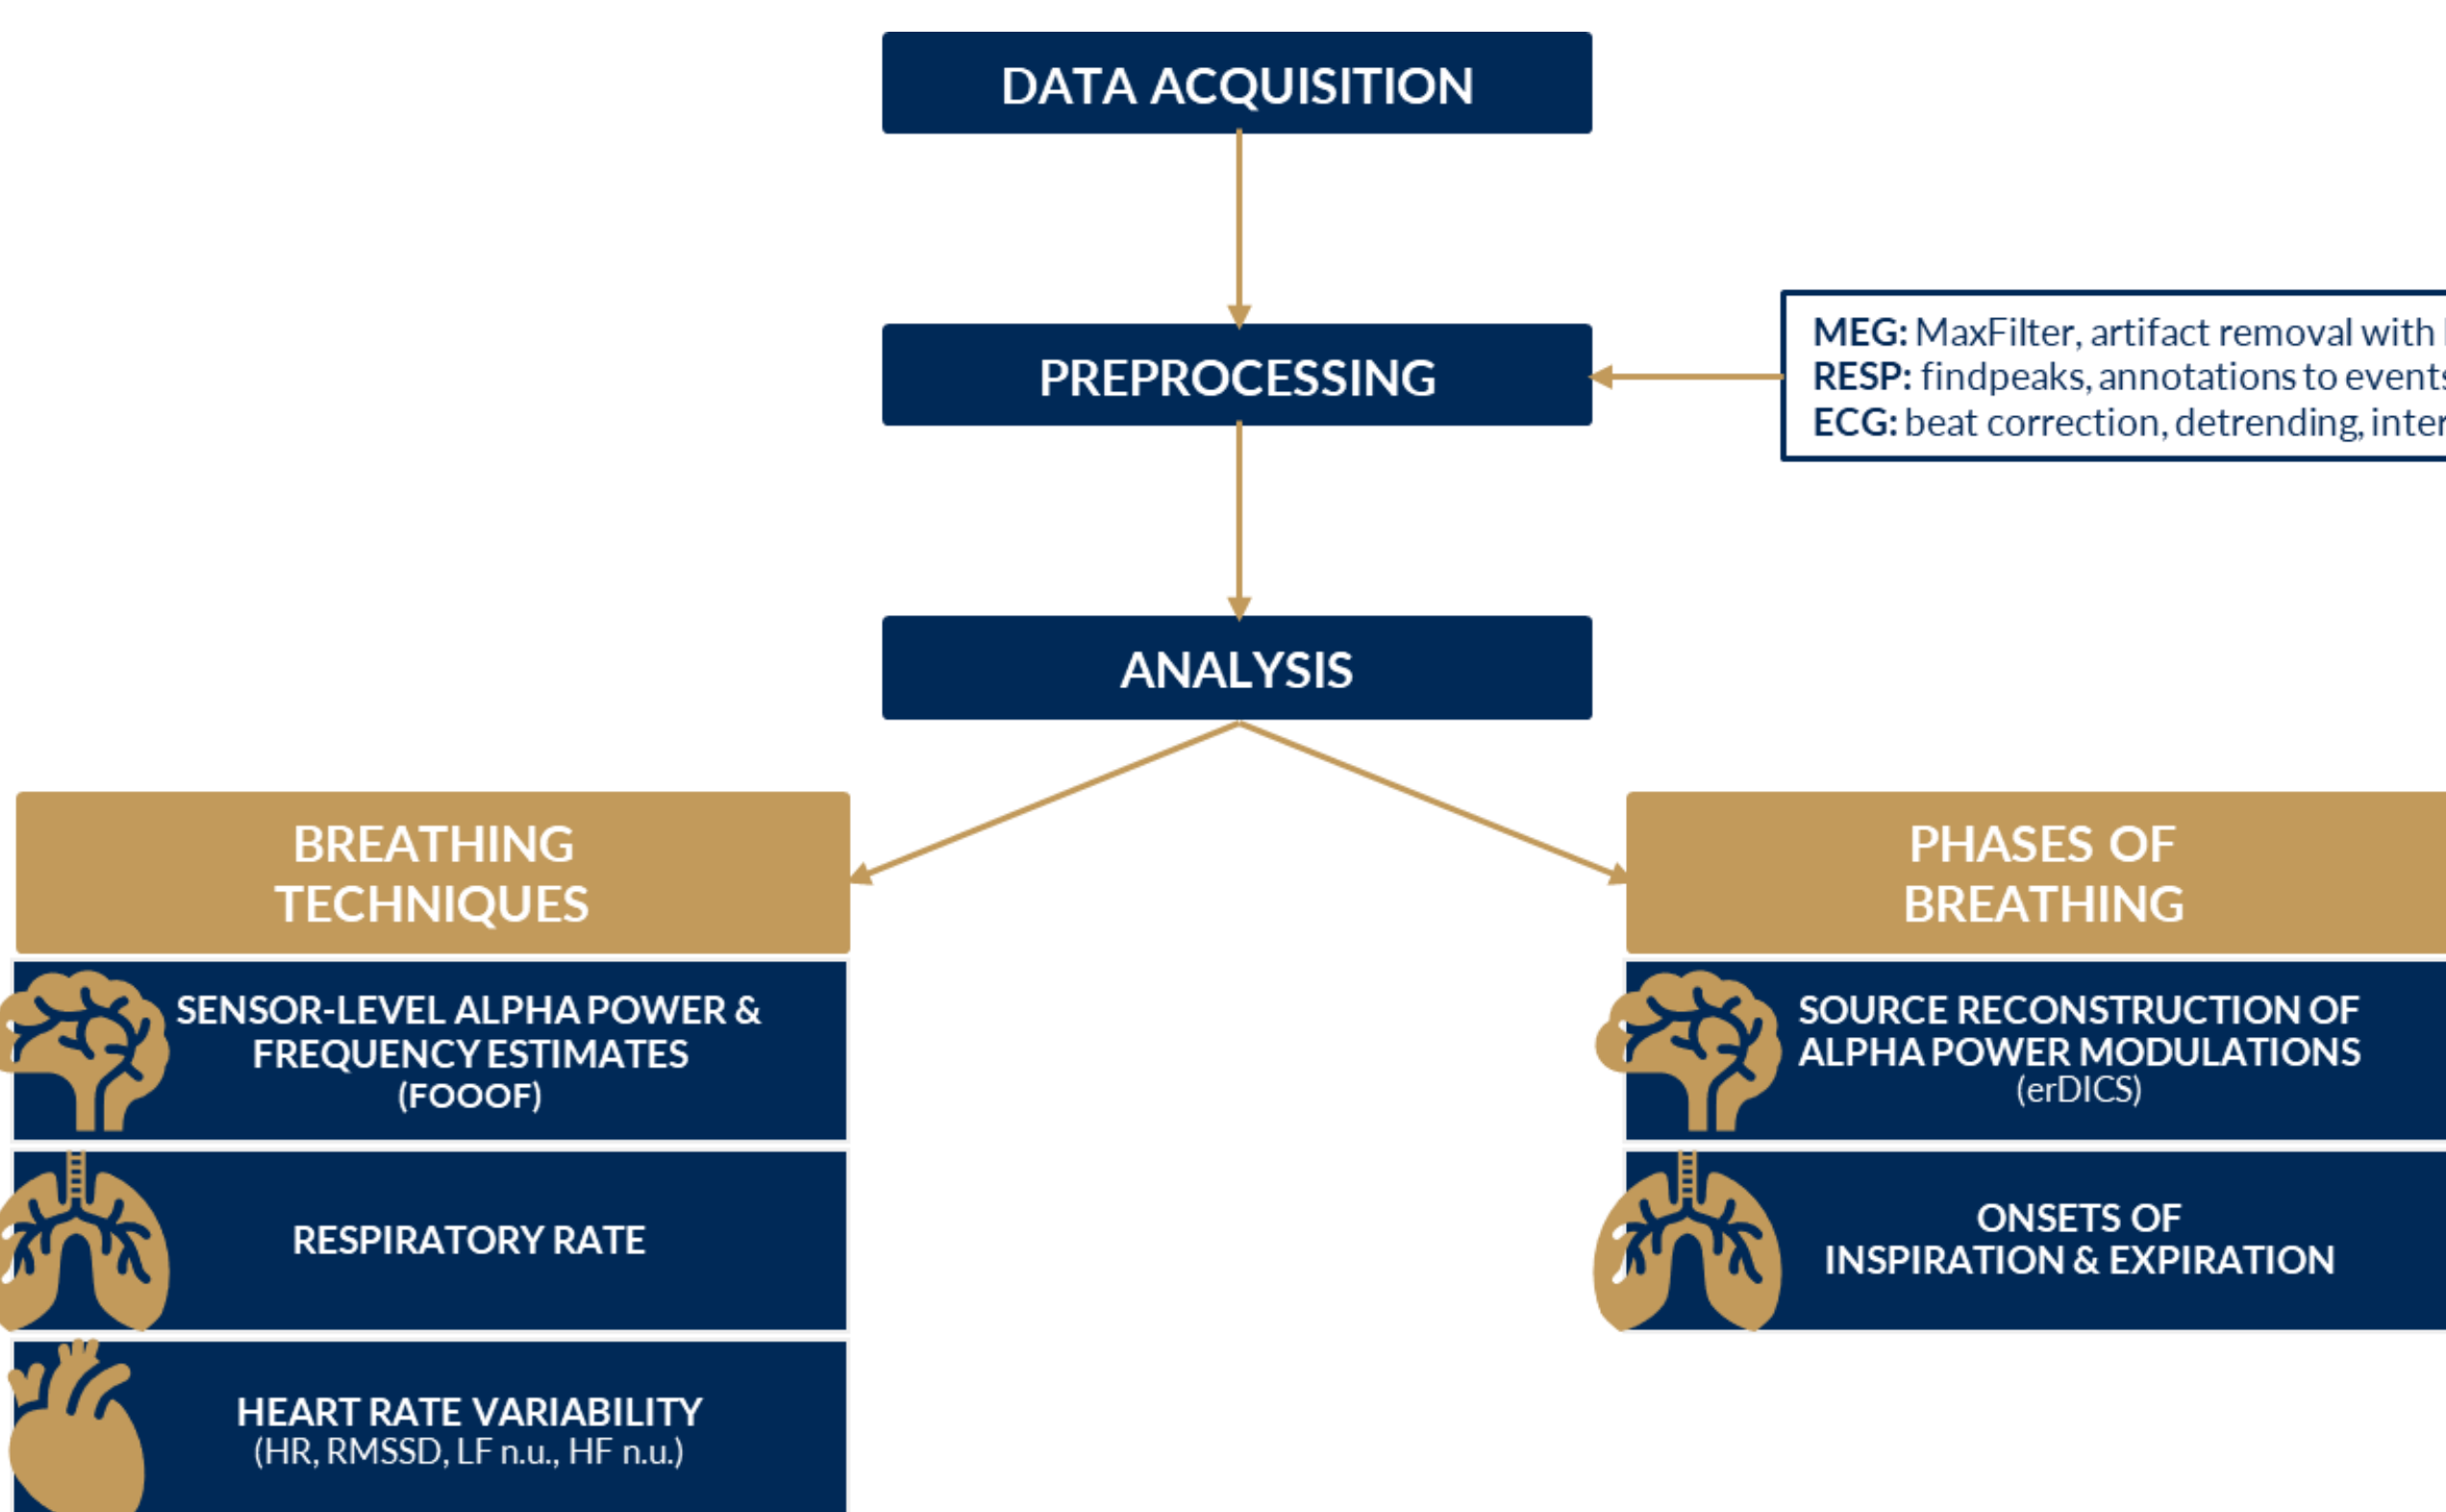 DATA ACQUISITION
PREPROCESSING
MEG: MaxFilter, artifact removal with
RESP: findpeaks, annotations to events
ECG: beat correction, detrending,
ANALYSIS
BREATHING
TECHNIQUES
SENSOR-LEVEL ALPHA POWER &
FREQUENCY ESTIMATES
(FOOOF)
RESPIRATORY RATE
HEART RATE VARIABILITY
(HR, RMSSD, LF n.u., HF n.u.)
PHASES OF
BREATHING
SOURCE RECONSTRUCTION OF
ALPHA POWER MODULATIONS
(erDICS)
ONSETS OF
INSPIRATION & EXPIRATION